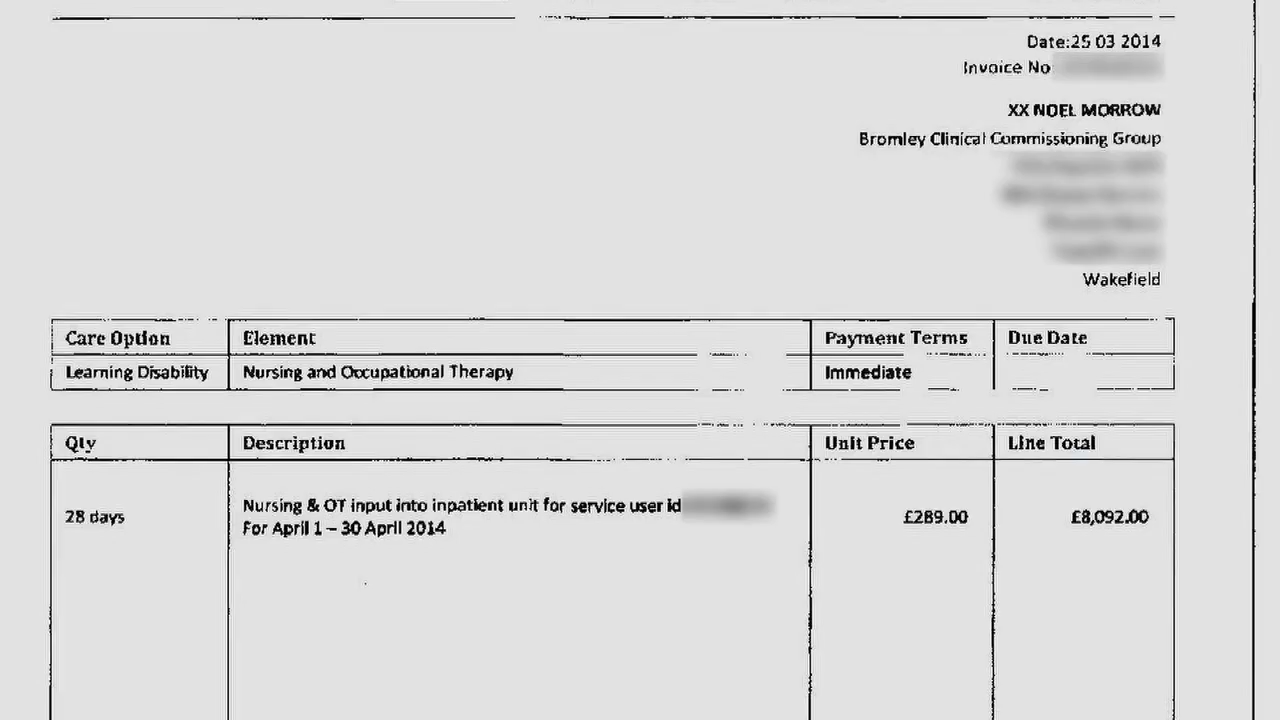 Date:25 03 2014
Invoice No
XX NOEL MORROW
Bromley Clinical Commissioning Group
Wakefield
Care Option Element Payment Terms Due Date
Learning Disability Nursing and Occupational Therapy Immediate
Qty Description Unit Price Line Total
Nursing & OT input into inpatient unit for service user id
28 days £289.00 £8,092.00
For April 1 – 30 April 2014